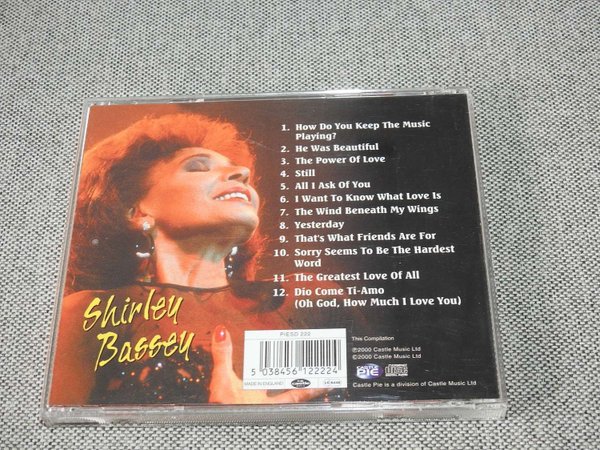 1. How Do You Keep The Music
Playing?
2. He Was Beautiful
3. The Power Of Love
4. Still
5. All I Ask Of You
6. I Want To Know What Love Is
7. The Wind Beneath My Wings
8. Yesterday
9. That's What Friends Are For
10. Sorry Seems To Be The Hardest
Word
11. The Greatest Love Of All
12. Dio Come Ti-Amo
(Oh God, How Much I Love You)
Shirley
Bassey
PIESD 222
5 038456 122224
MADE IN ENGLAND
This Compilation
℗2000 Castle Music Ltd
©2000 Castle Music Ltd
PIE
Castle Pie is a division of Castle Music Ltd